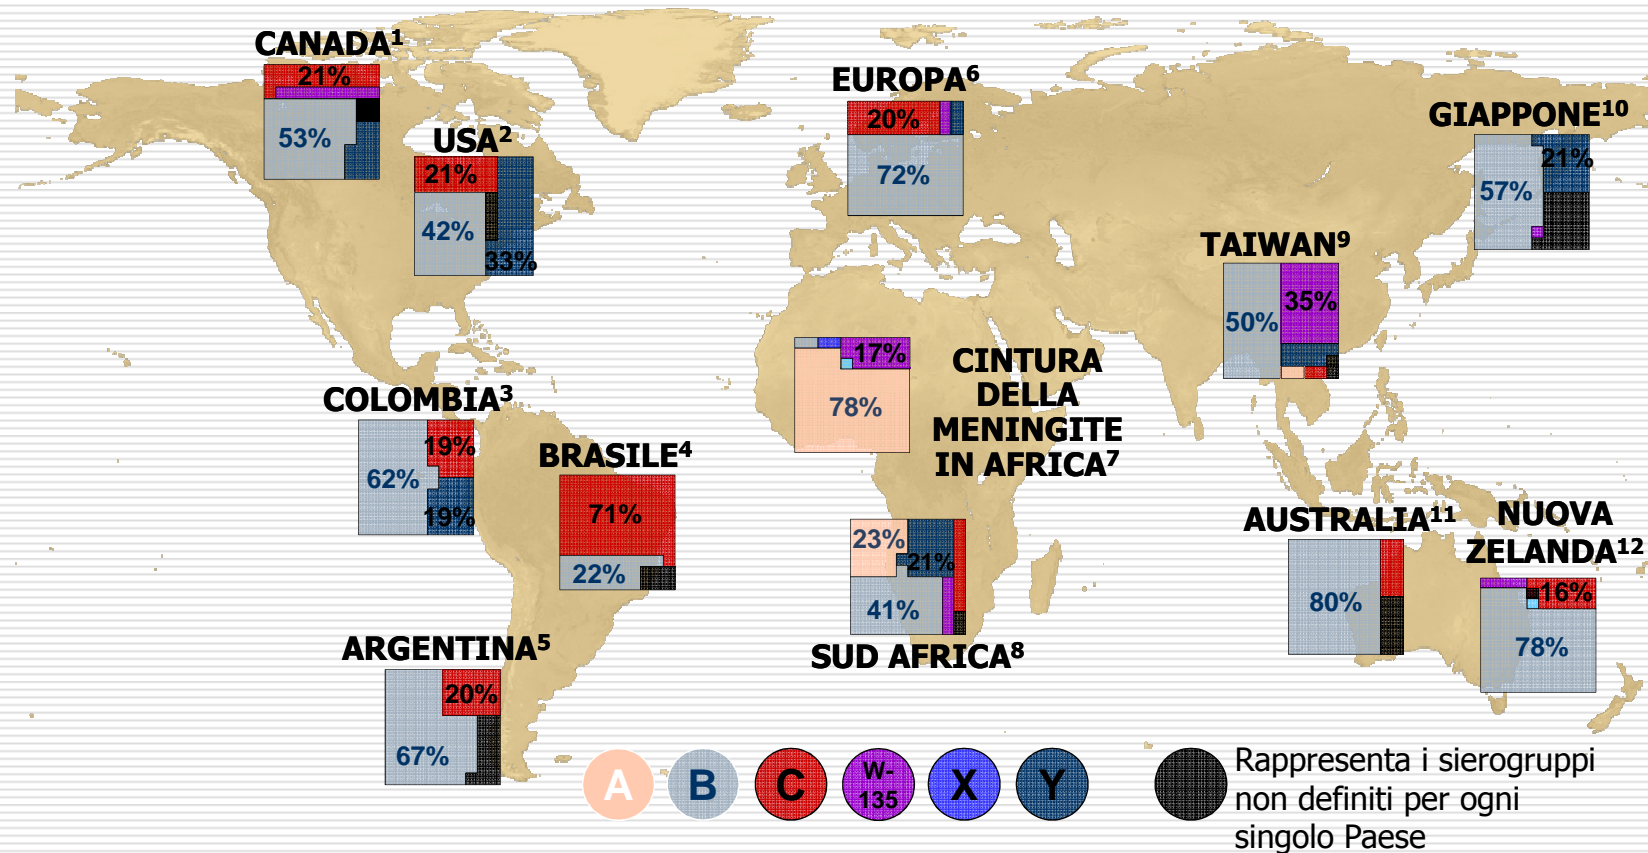 CANADA¹
21%
53%
USA²
21%
42%
33%
EUROPA⁶
20%
72%
GIAPPONE¹⁰
21%
57%
TAIWAN⁹
50%
35%
17%
78%
CINTURA
DELLA
MENINGITE
IN AFRICA⁷
COLOMBIA³
19%
62%
19%
BRASILE⁴
71%
22%
23%
21%
41%
SUD AFRICA⁸
AUSTRALIA¹¹
80%
NUOVA
ZELANDA¹²
16%
78%
ARGENTINA⁵
20%
67%
A
B
C
W-
135
X
Y
Rappresenta i sierogruppi
non definiti per ogni
singolo Paese